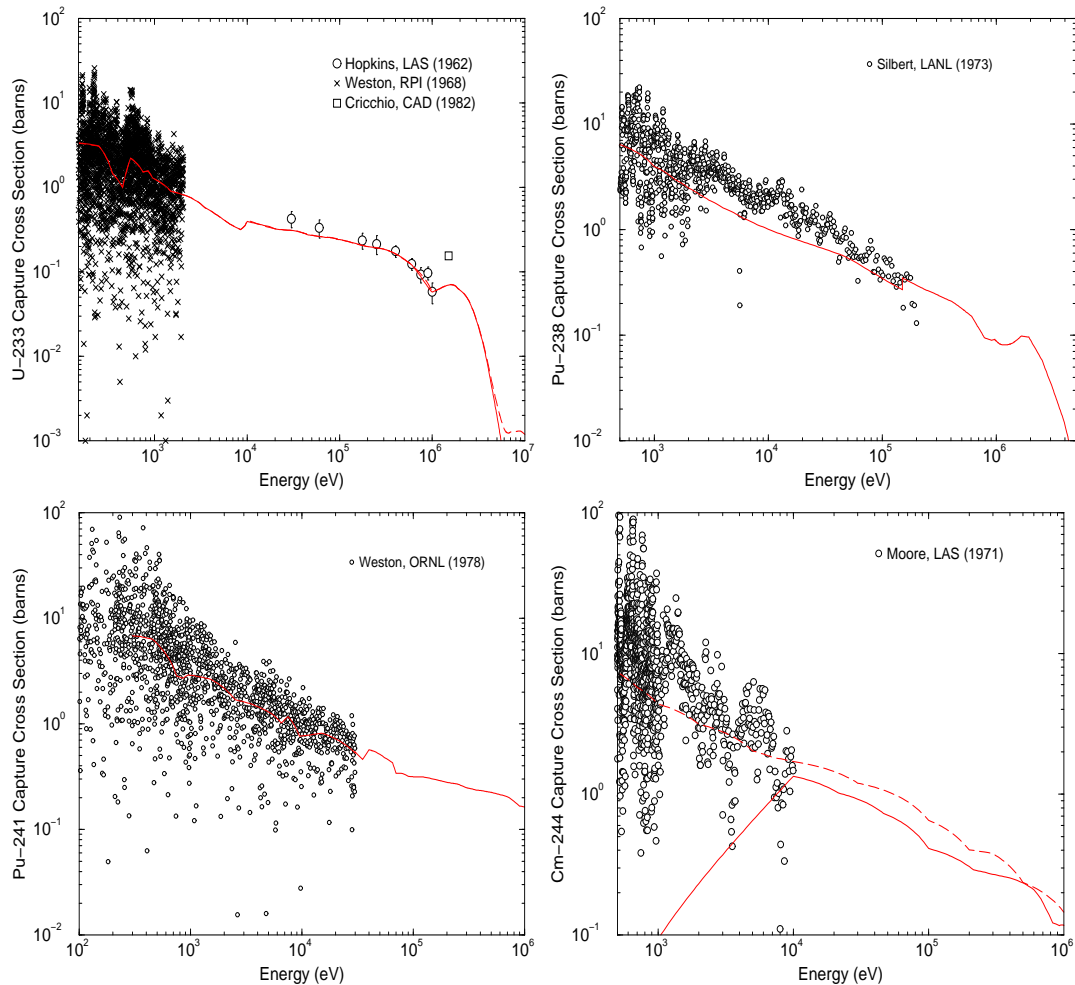 10^2
10^1
10^0
10^-1
10^-2
10^-3
U−233 Capture Cross Section (barns)
Hopkins, LAS (1962)
Weston, RPI (1968)
Cricchio, CAD (1982)
10^3 10^4 10^5 10^6 10^7
Energy (eV)
10^2
10^1
10^0
10^-1
10^-2
Pu−238 Capture Cross Section (barns)
Silbert, LANL (1973)
10^3 10^4 10^5 10^6
Energy (eV)
10^2
10^1
10^0
10^-1
10^-2
Pu−241 Capture Cross Section (barns)
Weston, ORNL (1978)
10^2 10^3 10^4 10^5 10^6
Energy (eV)
10^2
10^1
10^0
10^-1
Cm−244 Capture Cross Section (barns)
Moore, LAS (1971)
10^3 10^4 10^5 10^6
Energy (eV)